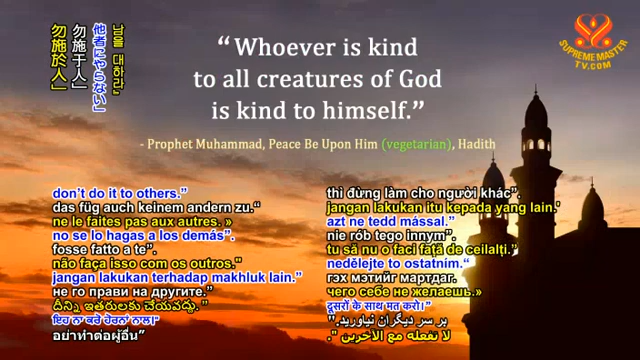 남을 대하라"
他者にやらない」
勿施于人」
勿施於人」
SUPREME MASTER
TV.COM
“Whoever is kind
to all creatures of God
is kind to himself.”
- Prophet Muhammad, Peace Be Upon Him (vegetarian), Hadith
don't do it to others.”
das füg auch keinem andern zu.“
ne le faites pas aux autres. »
no se lo hagas a los demás”.
fosse fatto a te”.
não faça isso com os outros."
jangan lakukan terhadap makhluk lain.”
не го прави на другите.”
దీన్ని ఇతరులకు చేయవద్దు. "
ਇਹ ਨਾ ਕਰੋ ਹੋਰਨਾਂ ਨਾਲ।"
อย่าทำต่อผู้อื่น”
thì đừng làm cho người khác”.
jangan lakukan itu kepada yang lain.'
azt ne tedd mással.”
nie rób tego innym”.
tu să nu o faci față de ceilalți.”
nedělejte to ostatním.“
гэх мэтийг мартдаг.
чего себе не желаешь.»
दूसरों के साथ मत करो।”
بر سر دیگران نیاورید."
لا تفعله مع الآخرين ".